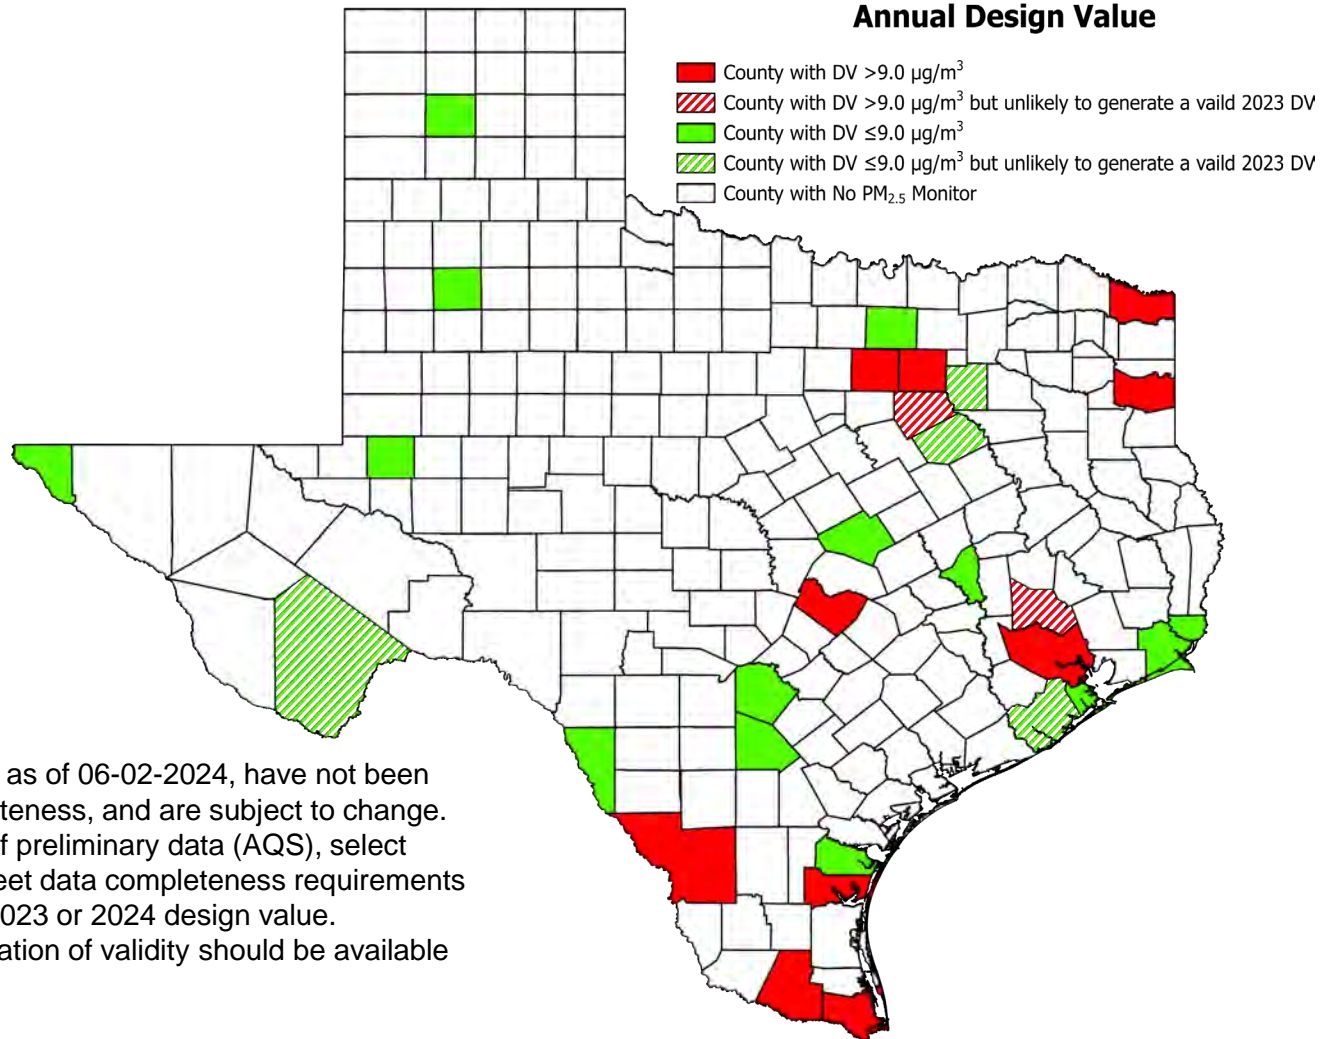 Annual Design Value
County with DV >9.0 µg/m³
County with DV >9.0 µg/m³ but unlikely to generate a vaild 2023 DV
County with DV ≤9.0 µg/m³
County with DV ≤9.0 µg/m³ but unlikely to generate a vaild 2023 DV
County with No PM₂.₅ Monitor
as of 06-02-2024, have not been
teness, and are subject to change.
f preliminary data (AQS), select
eet data completeness requirements
023 or 2024 design value.
ation of validity should be available